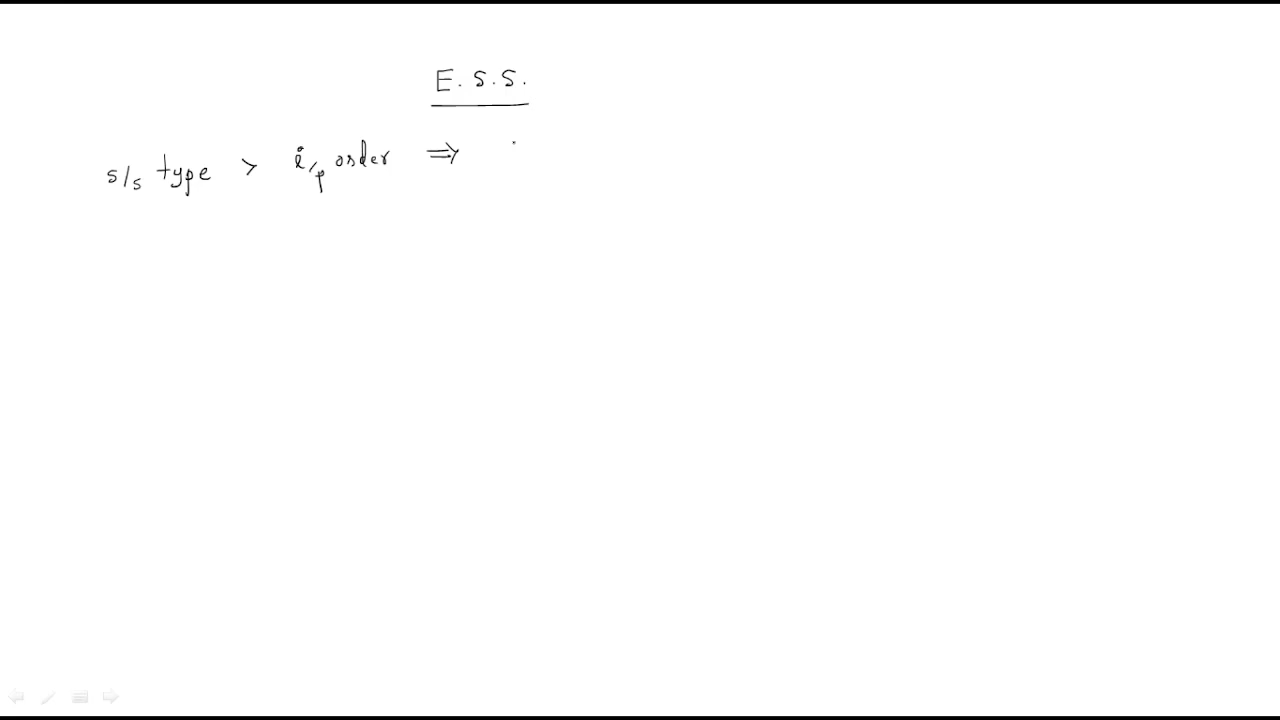 E. S. S.
s/s type > i/p order ⇒